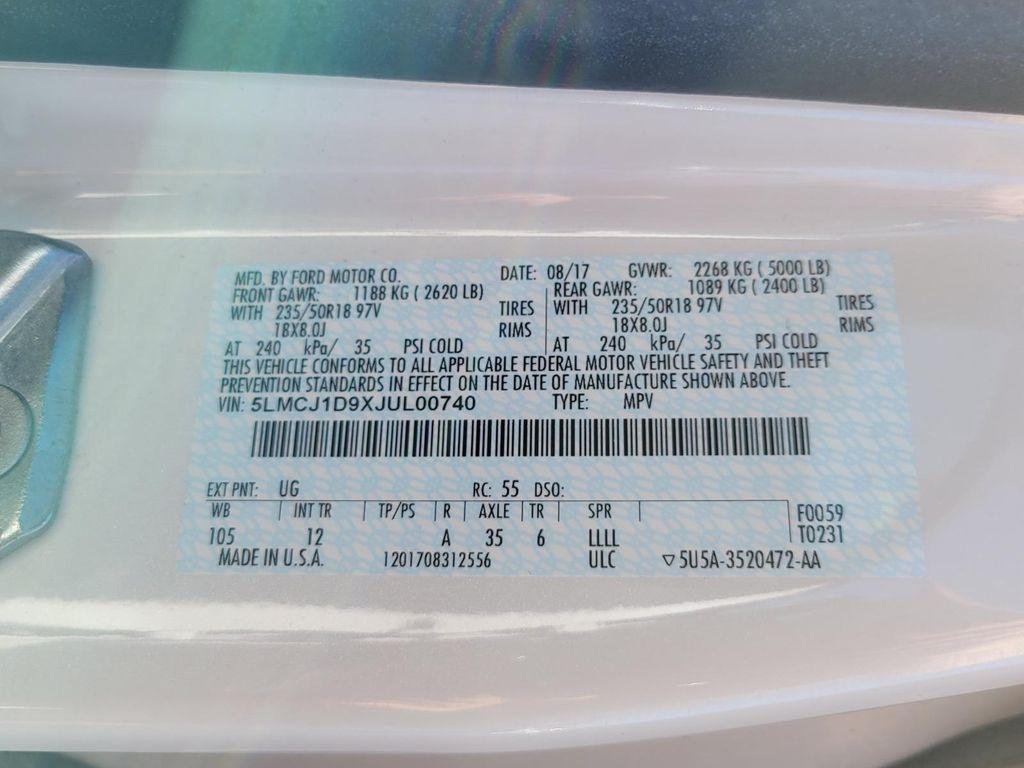 MFD. BY FORD MOTOR CO. DATE: 08/17 GVWR: 2268 KG ( 5000 LB)
FRONT GAWR: 1188 KG ( 2620 LB) REAR GAWR: 1089 KG ( 2400 LB)
WITH 235/50R18 97V TIRES WITH 235/50R18 97V TIRES
18X8.0J RIMS 18X8.0J RIMS
AT 240 kPa/ 35 PSI COLD AT 240 kPa/ 35 PSI COLD
THIS VEHICLE CONFORMS TO ALL APPLICABLE FEDERAL MOTOR VEHICLE SAFETY AND THEFT
PREVENTION STANDARDS IN EFFECT ON THE DATE OF MANUFACTURE SHOWN ABOVE.
VIN: 5LMCJ1D9XJUL00740 TYPE: MPV
EXT PNT: UG RC: 55 DSO:
WB INT TR TP/PS R AXLE TR SPR F0059
105 12 A 35 6 LLLL T0231
MADE IN U.S.A. 1201708312556 ULC ▽5U5A-3520472-AA